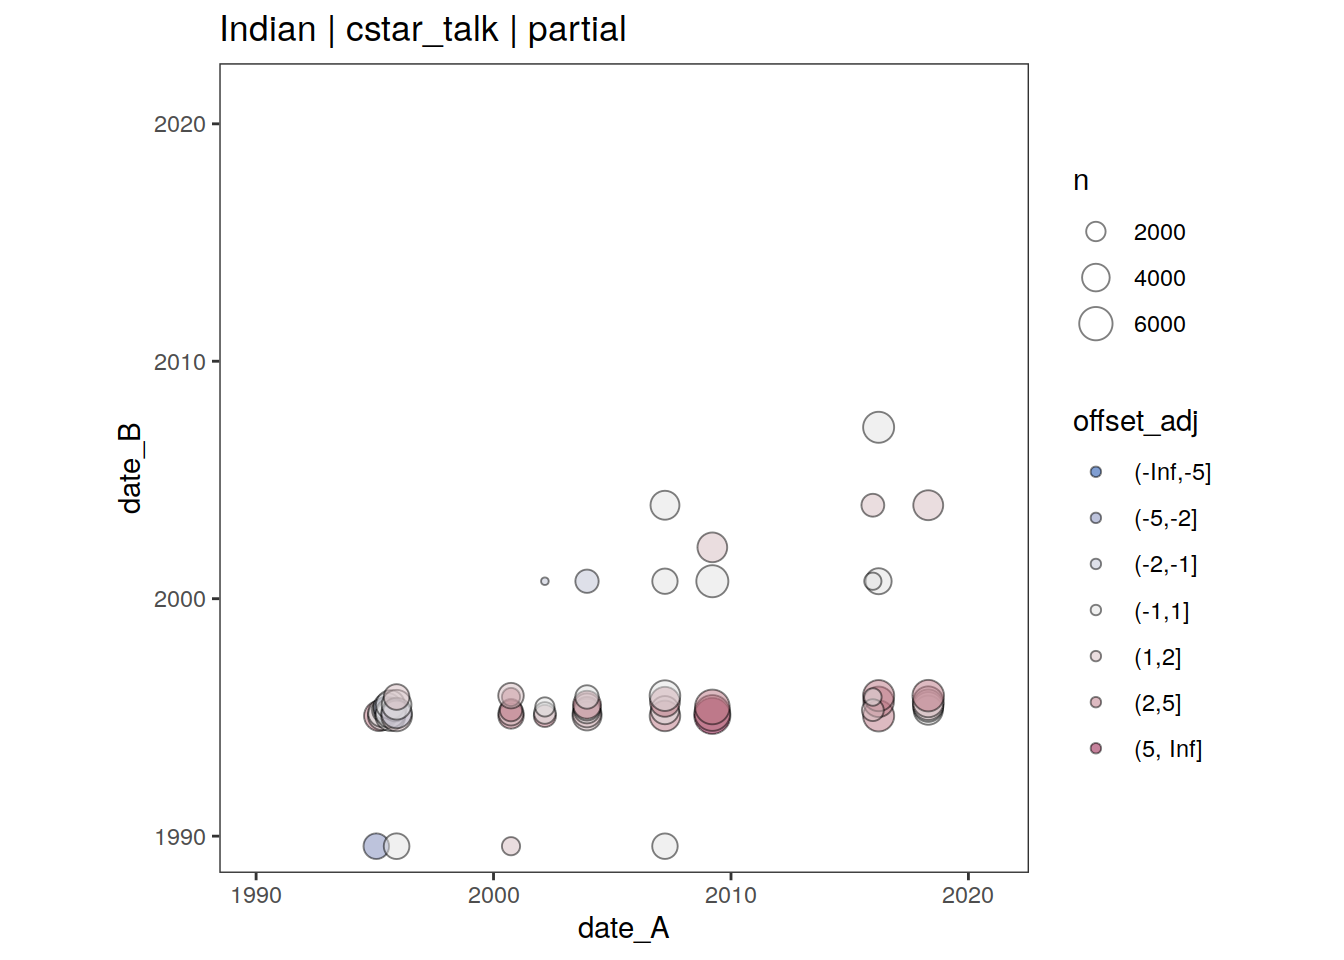 Indian | cstar_talk | partial
2020
2010
2000
1990
date_B
1990
2000
2010
2020
date_A
n
2000
4000
6000
offset_adj
(-Inf,-5]
(-5,-2]
(-2,-1]
(-1,1]
(1,2]
(2,5]
(5, Inf]